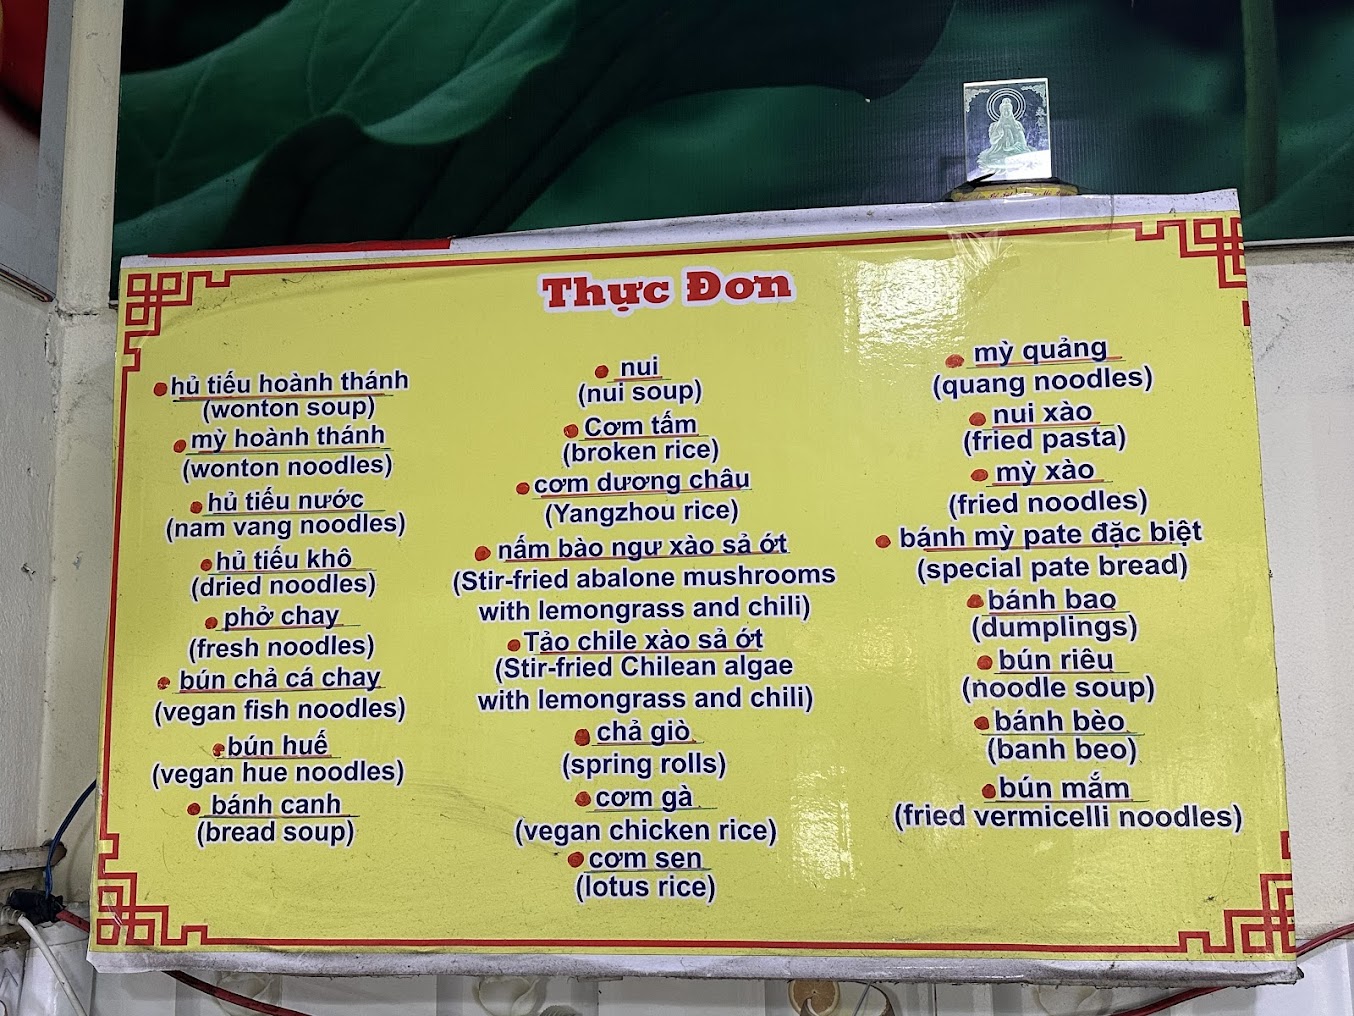 Thực Đơn
hủ tiếu hoành thánh
(wonton soup)
mỳ hoành thánh
(wonton noodles)
hủ tiếu nước
(nam vang noodles)
hủ tiếu khô
(dried noodles)
phở chay
(fresh noodles)
bún chả cá chay
(vegan fish noodles)
bún huế
(vegan hue noodles)
bánh canh
(bread soup)
nui
(nui soup)
Cơm tấm
(broken rice)
cơm dương châu
(Yangzhou rice)
nấm bào ngư xào sả ớt
(Stir-fried abalone mushrooms
with lemongrass and chili)
Tảo chile xào sả ớt
(Stir-fried Chilean algae
with lemongrass and chili)
chả giò
(spring rolls)
cơm gà
(vegan chicken rice)
cơm sen
(lotus rice)
mỳ quảng
(quang noodles)
nui xào
(fried pasta)
mỳ xào
(fried noodles)
bánh mỳ pate đặc biệt
(special pate bread)
bánh bao
(dumplings)
bún riêu
(noodle soup)
bánh bèo
(banh beo)
bún mắm
(fried vermicelli noodles)